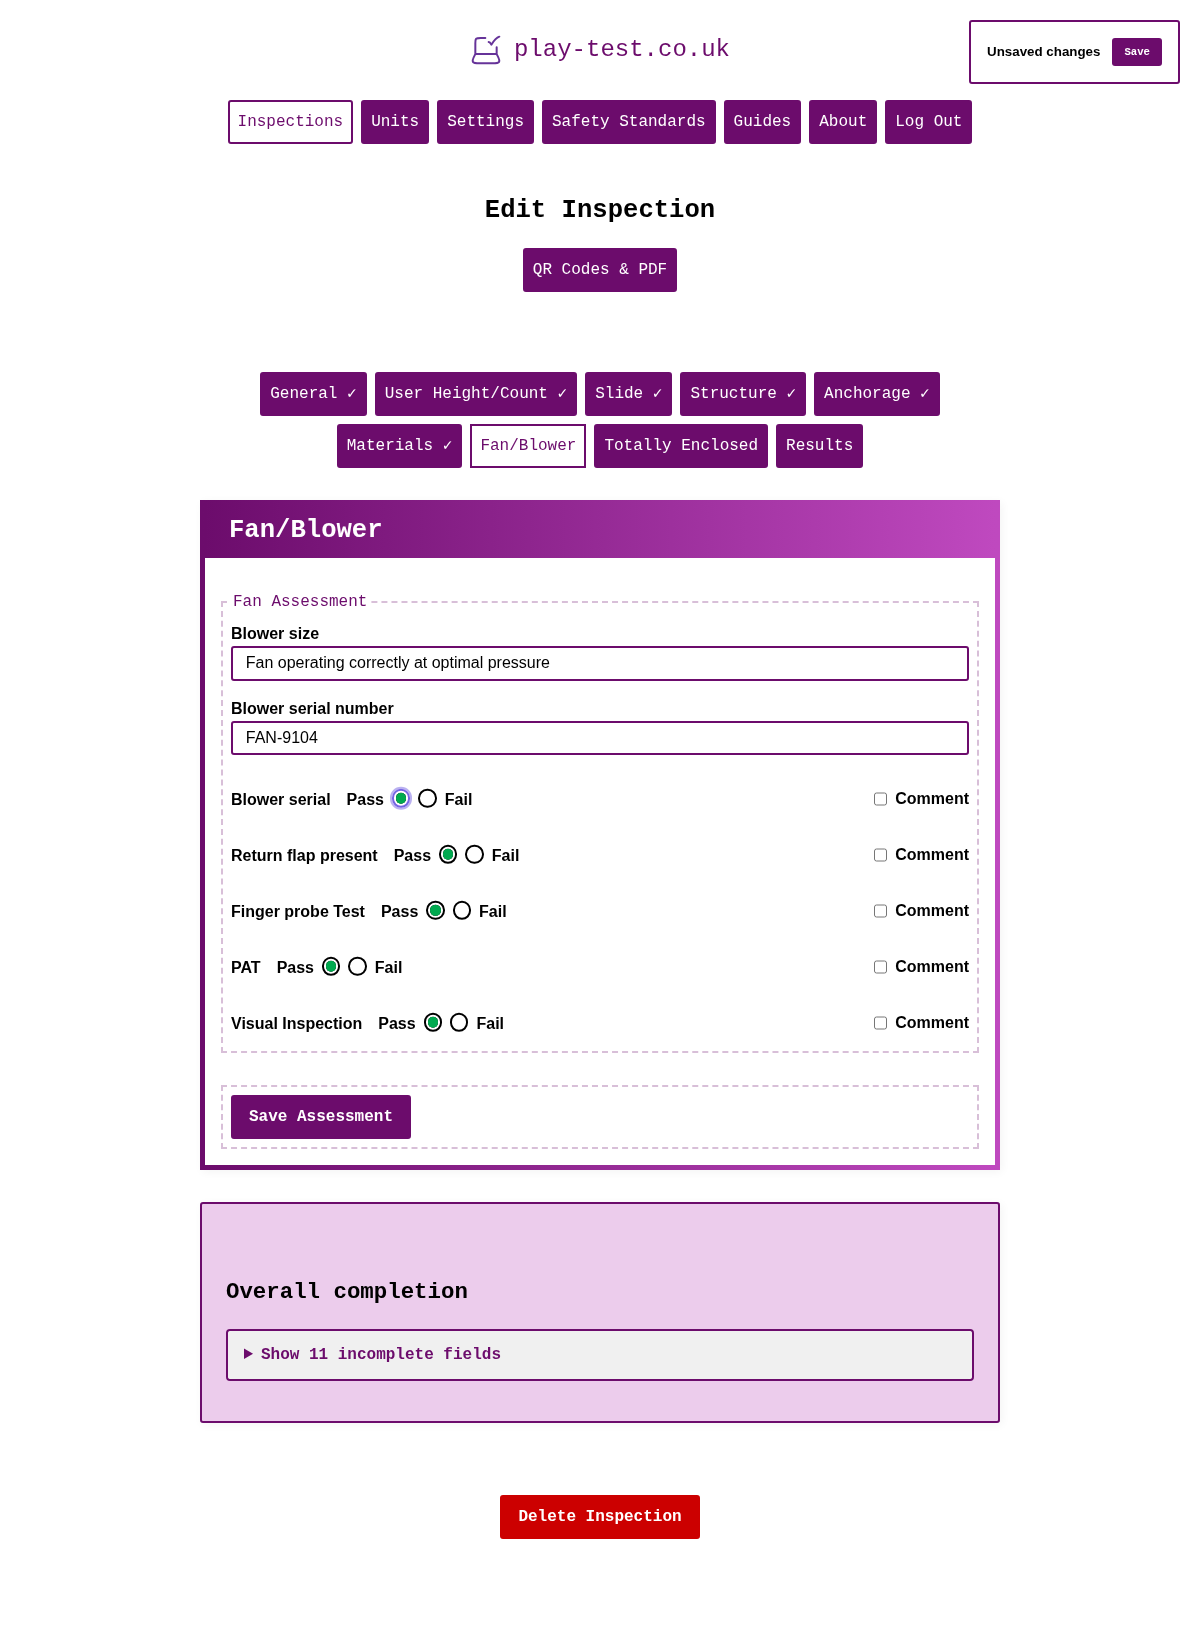 play-test.co.uk
Unsaved changes Save
Inspections Units Settings Safety Standards Guides About Log Out
Edit Inspection
QR Codes & PDF
General ✓ User Height/Count ✓ Slide ✓ Structure ✓ Anchorage ✓
Materials ✓ Fan/Blower Totally Enclosed Results
Fan/Blower
Fan Assessment
Blower size
Fan operating correctly at optimal pressure
Blower serial number
FAN-9104
Blower serial Pass Fail Comment
Return flap present Pass Fail Comment
Finger probe Test Pass Fail Comment
PAT Pass Fail Comment
Visual Inspection Pass Fail Comment
Save Assessment
Overall completion
Show 11 incomplete fields
Delete Inspection